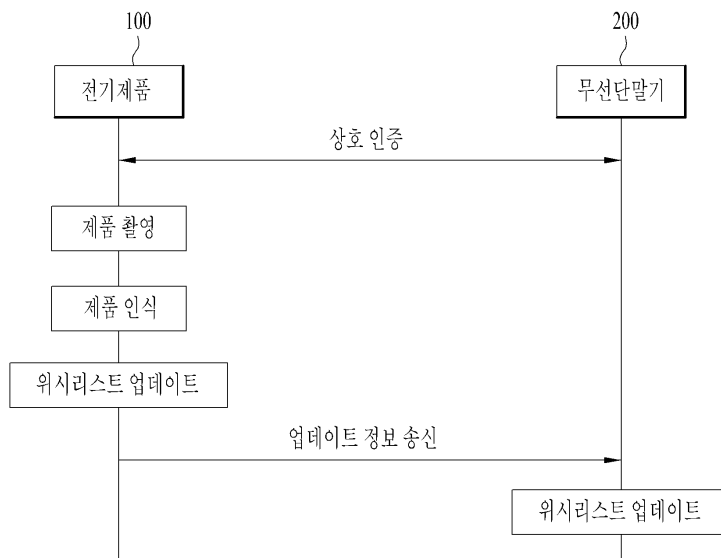 100
200
전기제품
무선단말기
상호 인증
제품 촬영
제품 인식
위시리스트 업데이트
업데이트 정보 송신
위시리스트 업데이트